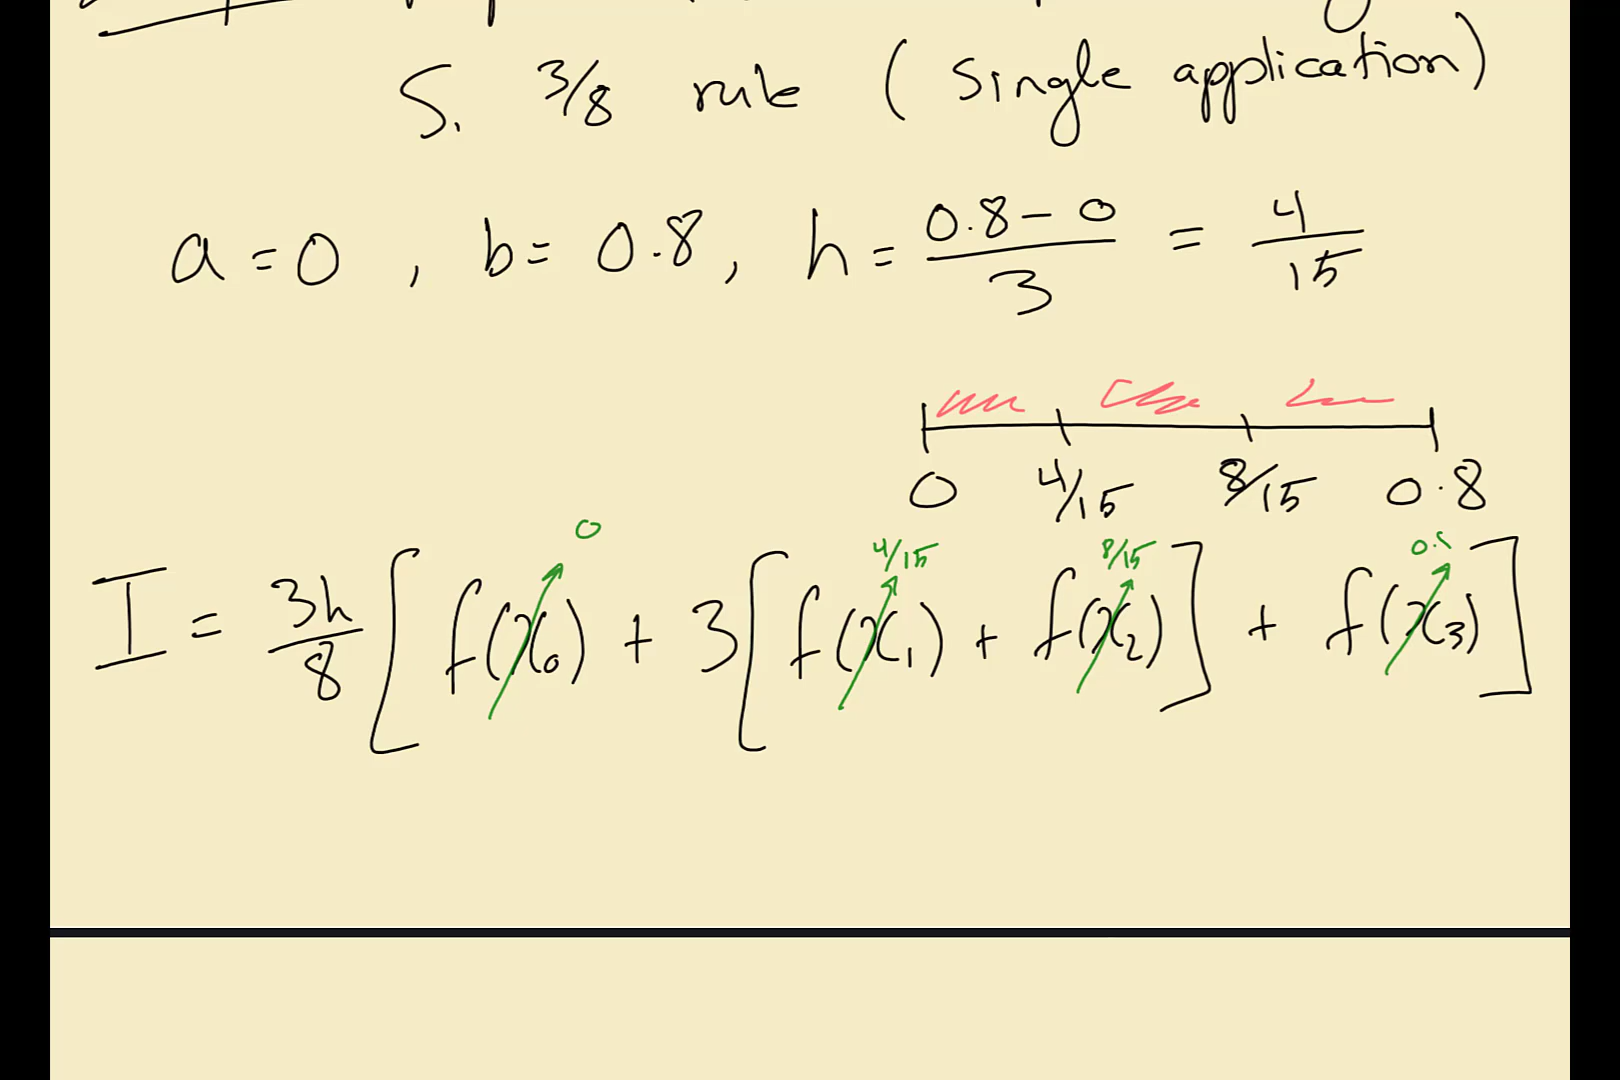 S. 3/8 rule (single application)
a = 0 , b = 0.8 , h = (0.8 - 0)/3 = 4/15
0 4/15 8/15 0.8
0 4/15 8/15
I = 3h/8 [ f(x₀) + 3 [ f(x₁) + f(x₂) ] + f(x₃) ]